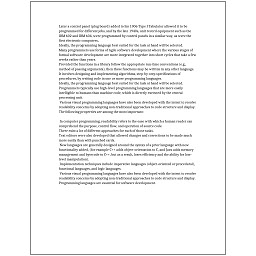 Later a control panel (plug board) added to his 1906 Type I Tabulator allowed it to be
programmed for different jobs, and by the late 1940s, unit record equipment such as the
IBM 602 and IBM 604, were programmed by control panels in a similar way, as were the
first electronic computers.
Ideally, the programming language best suited for the task at hand will be selected.
Many programmers use forms of Agile software development where the various stages of
formal software development are more integrated together into short cycles that take a few
weeks rather than years.
Provided the functions in a library follow the appropriate run-time conventions (e.g.,
method of passing arguments), then these functions may be written in any other language.
It involves designing and implementing algorithms, step-by-step specifications of
procedures, by writing code in one or more programming languages.
Ideally, the programming language best suited for the task at hand will be selected.
Programmers typically use high-level programming languages that are more easily
intelligible to humans than machine code, which is directly executed by the central
processing unit.
Various visual programming languages have also been developed with the intent to resolve
readability concerns by adopting non-traditional approaches to code structure and display.
The following properties are among the most important:

In computer programming, readability refers to the ease with which a human reader can
comprehend the purpose, control flow, and operation of source code.
There exist a lot of different approaches for each of those tasks.
Text editors were also developed that allowed changes and corrections to be made much
more easily than with punched cards.
New languages are generally designed around the syntax of a prior language with new
functionality added, (for example C++ adds object-orientation to C, and Java adds memory
management and bytecode to C++, but as a result, loses efficiency and the ability for low-
level manipulation).
Implementation techniques include imperative languages (object-oriented or procedural),
functional languages, and logic languages.
Various visual programming languages have also been developed with the intent to resolve
readability concerns by adopting non-traditional approaches to code structure and display.
Programming languages are essential for software development.